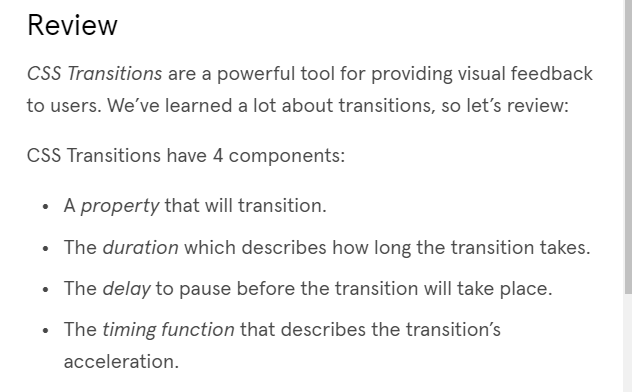 Review
CSS Transitions are a powerful tool for providing visual feedback
to users. We’ve learned a lot about transitions, so let’s review:
CSS Transitions have 4 components:
• A property that will transition.
• The duration which describes how long the transition takes.
• The delay to pause before the transition will take place.
• The timing function that describes the transition’s
acceleration.